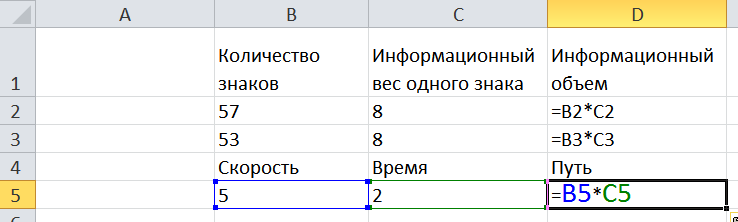 A B C D
Количество Информационный Информационный
1 знаков вес одного знака объем
2 57 8 =B2*C2
3 53 8 =B3*C3
4 Скорость Время Путь
5 5 2 =B5*C5